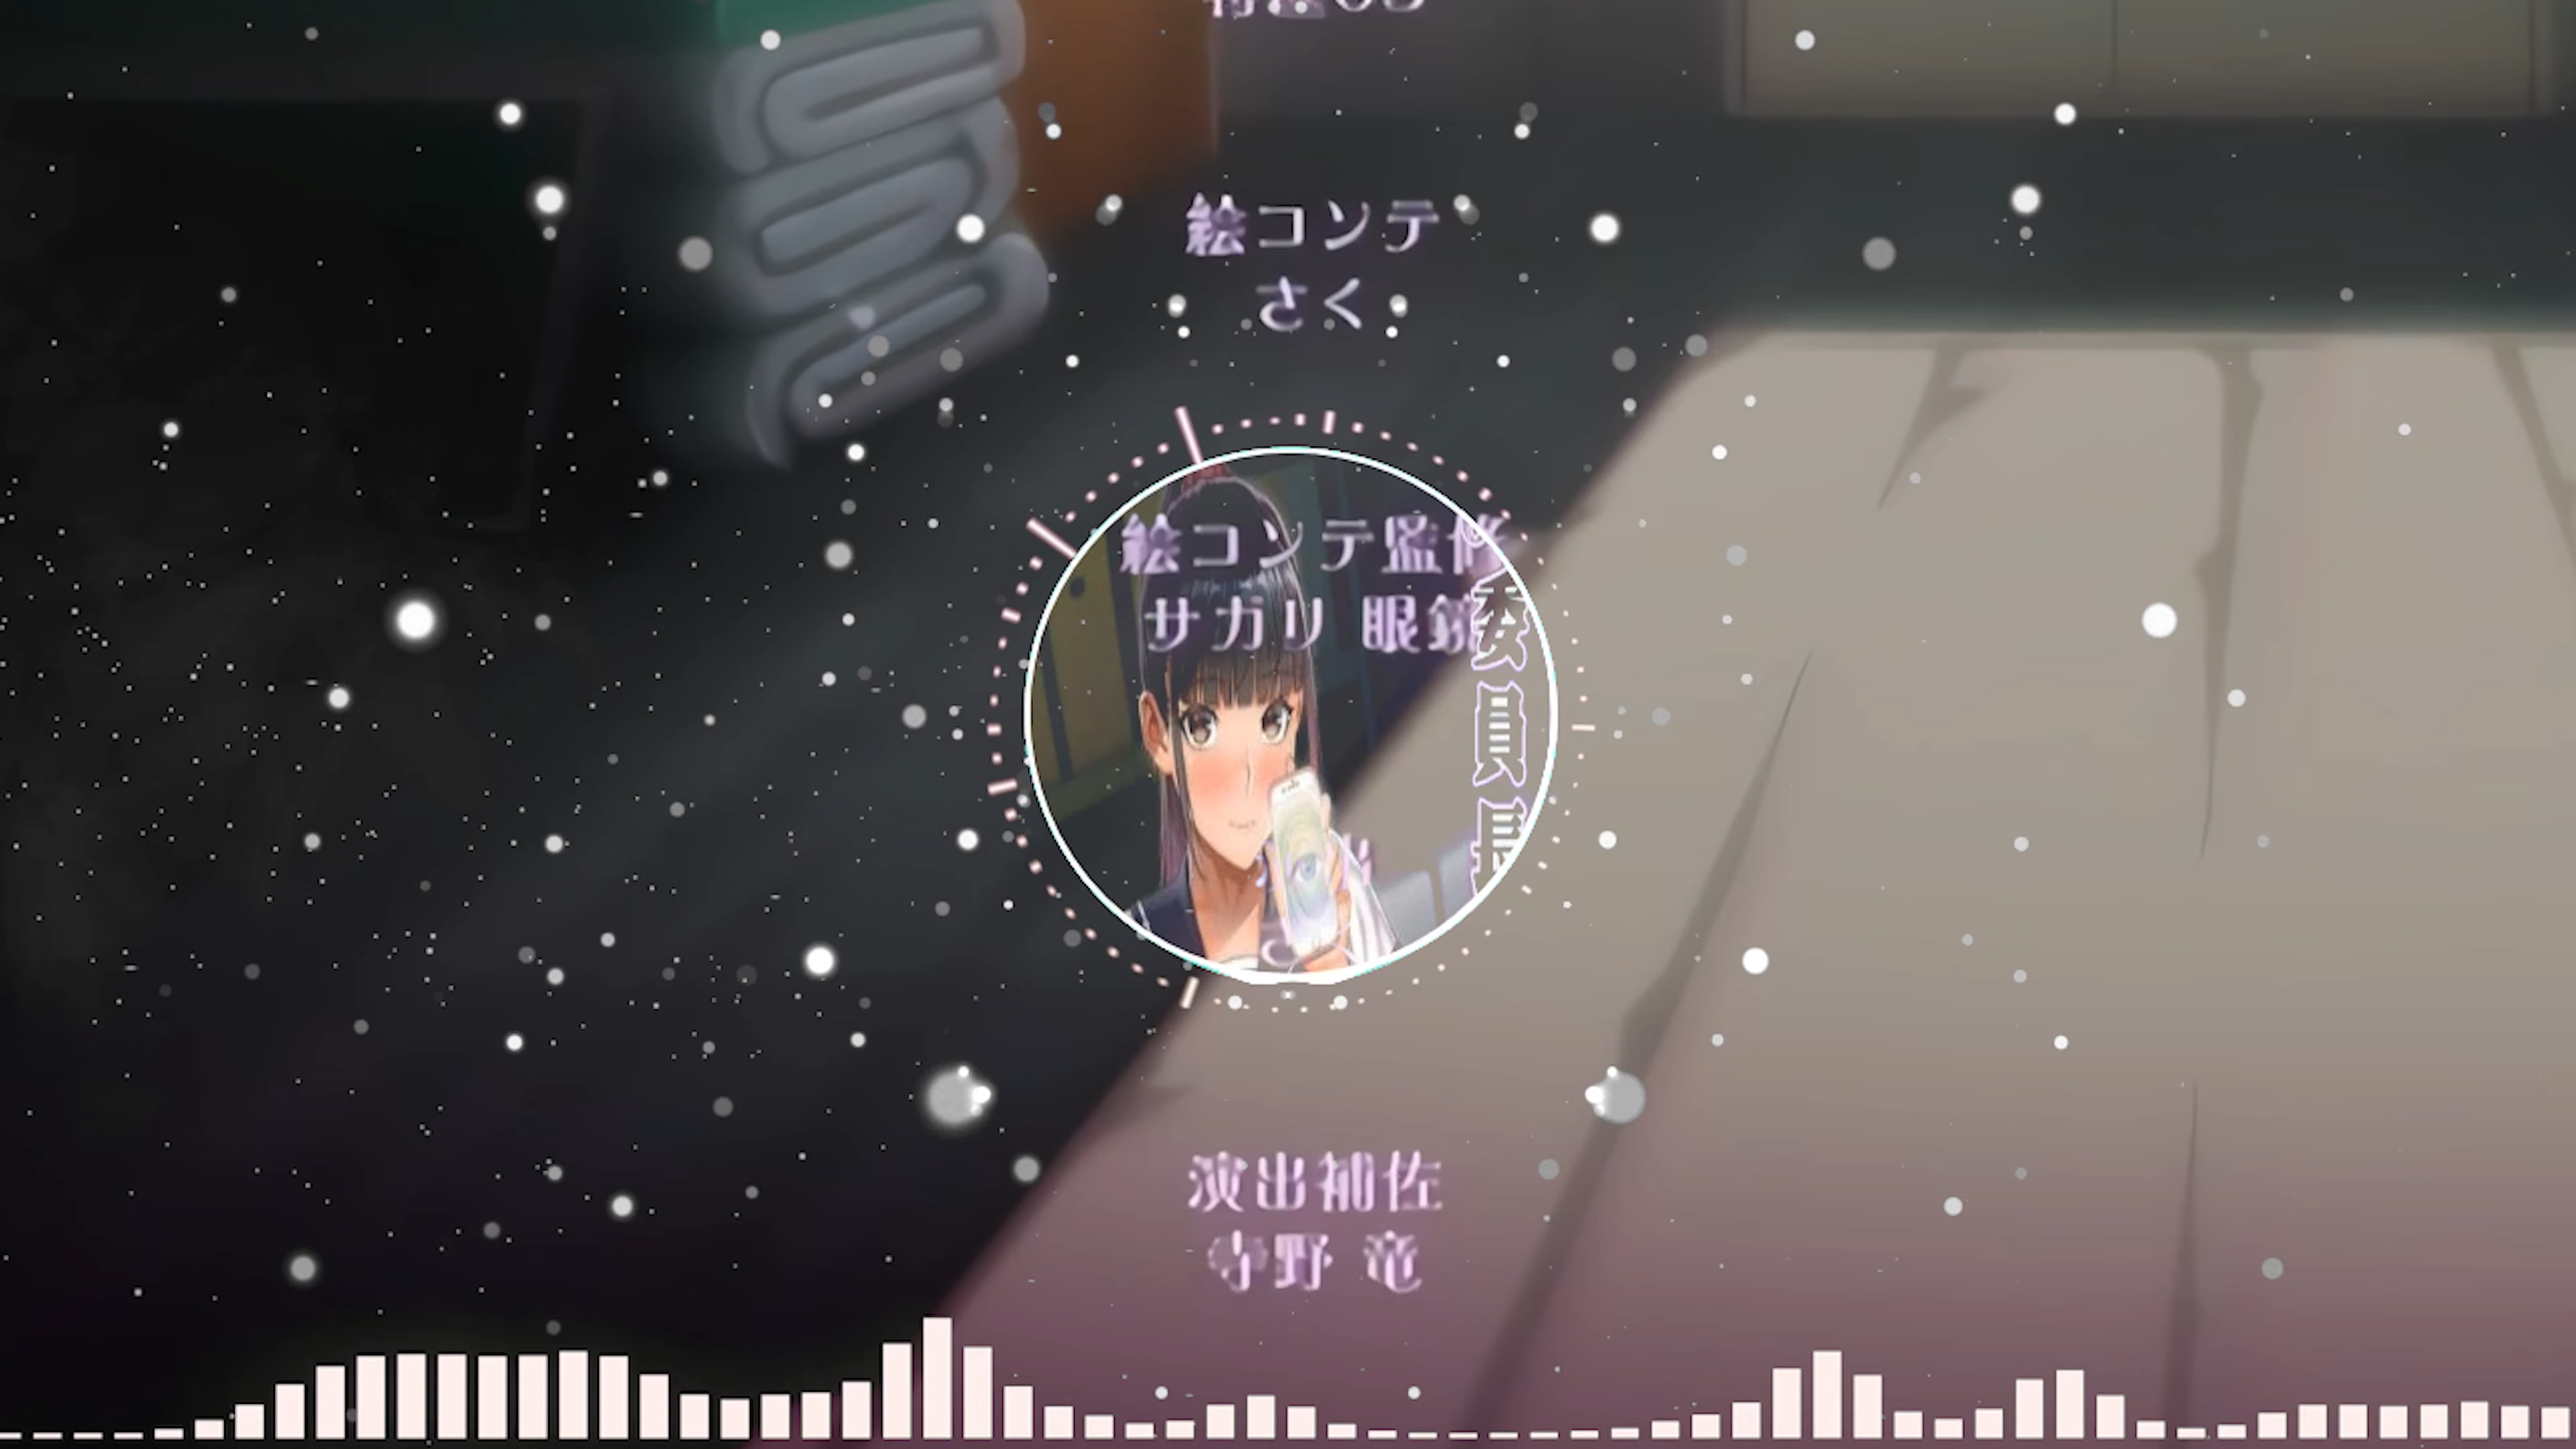 絵コンテ
さく
絵コンテ監修
サガリ 眼鏡
委員長
演出補佐
寺野 竜